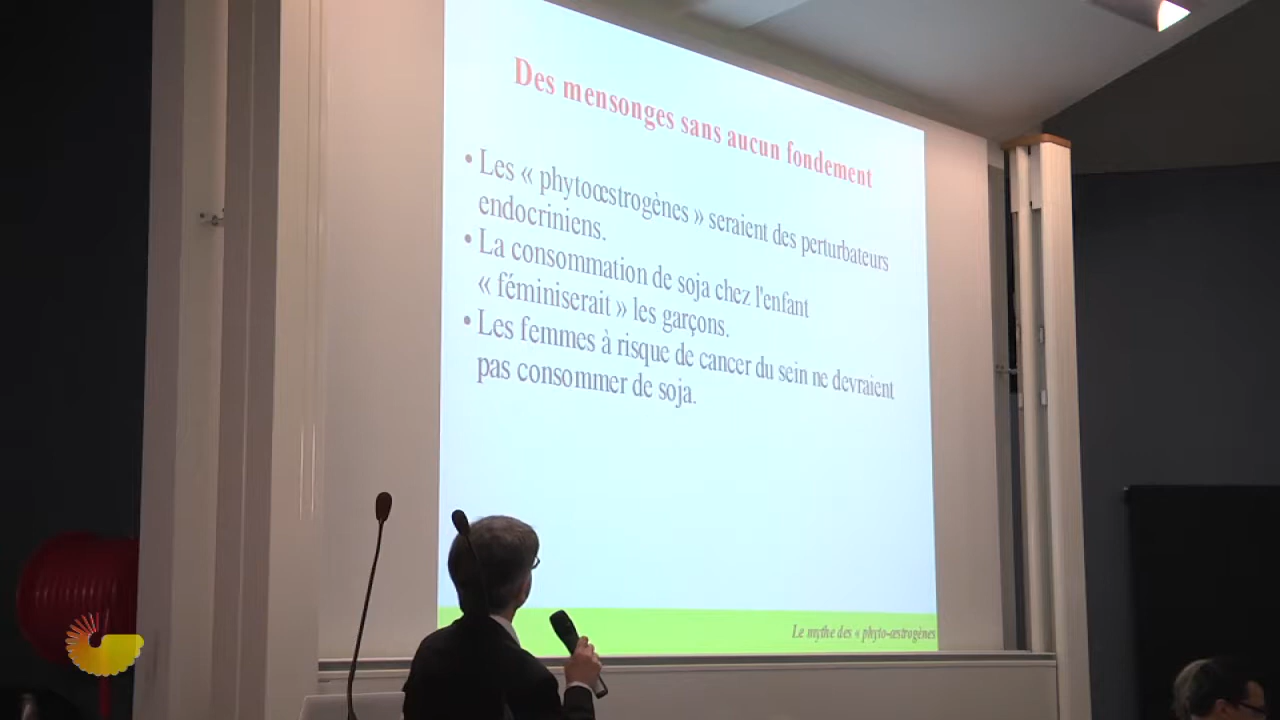 Des mensonges sans aucun fondement
• Les « phytoœstrogènes » seraient des perturbateurs
endocriniens.
• La consommation de soja chez l'enfant
« féminiserait » les garçons.
• Les femmes à risque de cancer du sein ne devraient
pas consommer de soja.
Le mythe des « phyto-œstrogènes